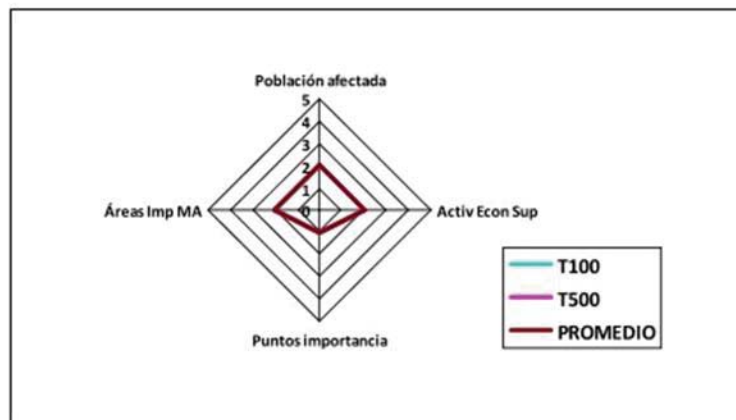 Población afectada
5
4
3
2
1
0
Áreas Imp MA
Activ Econ Sup
Puntos importancia
T100
T500
PROMEDIO